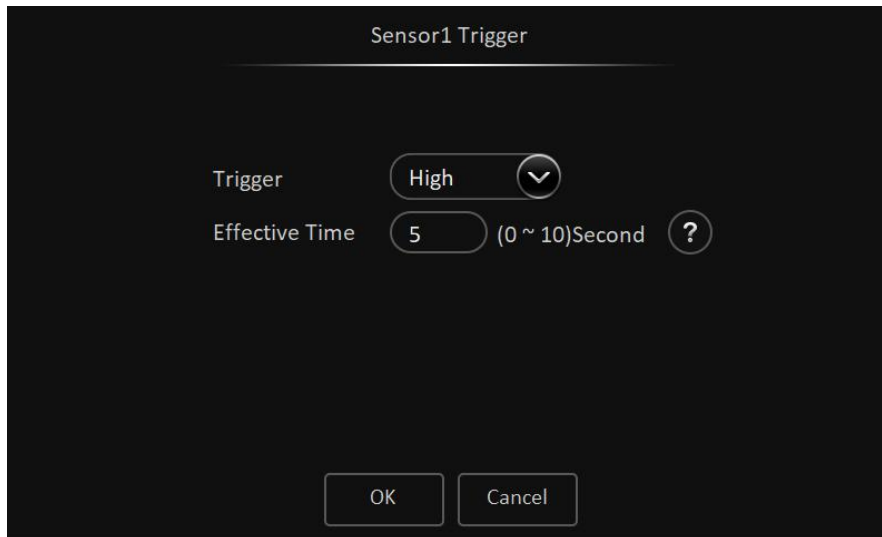 Sensor1 Trigger
Trigger High
Effective Time 5 (0 ~ 10)Second ?
OK Cancel